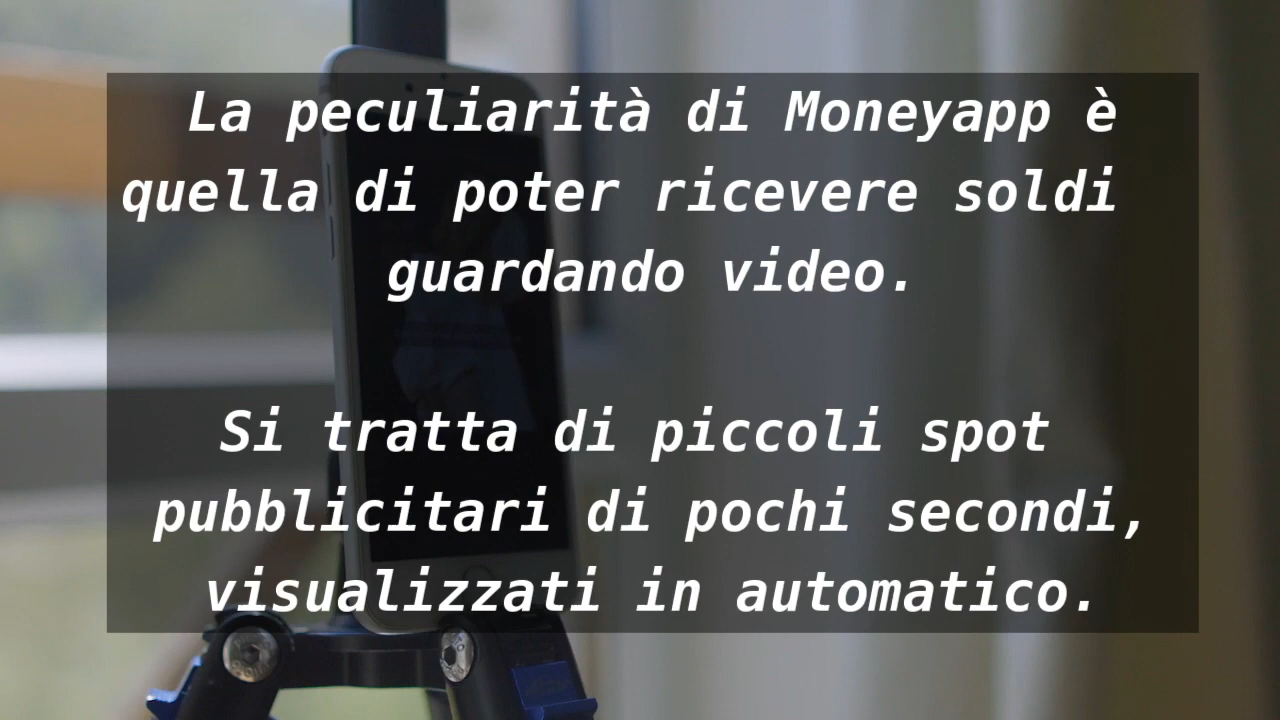 La peculiarità di Moneyapp è
quella di poter ricevere soldi
guardando video.
Si tratta di piccoli spot
pubblicitari di pochi secondi,
visualizzati in automatico.